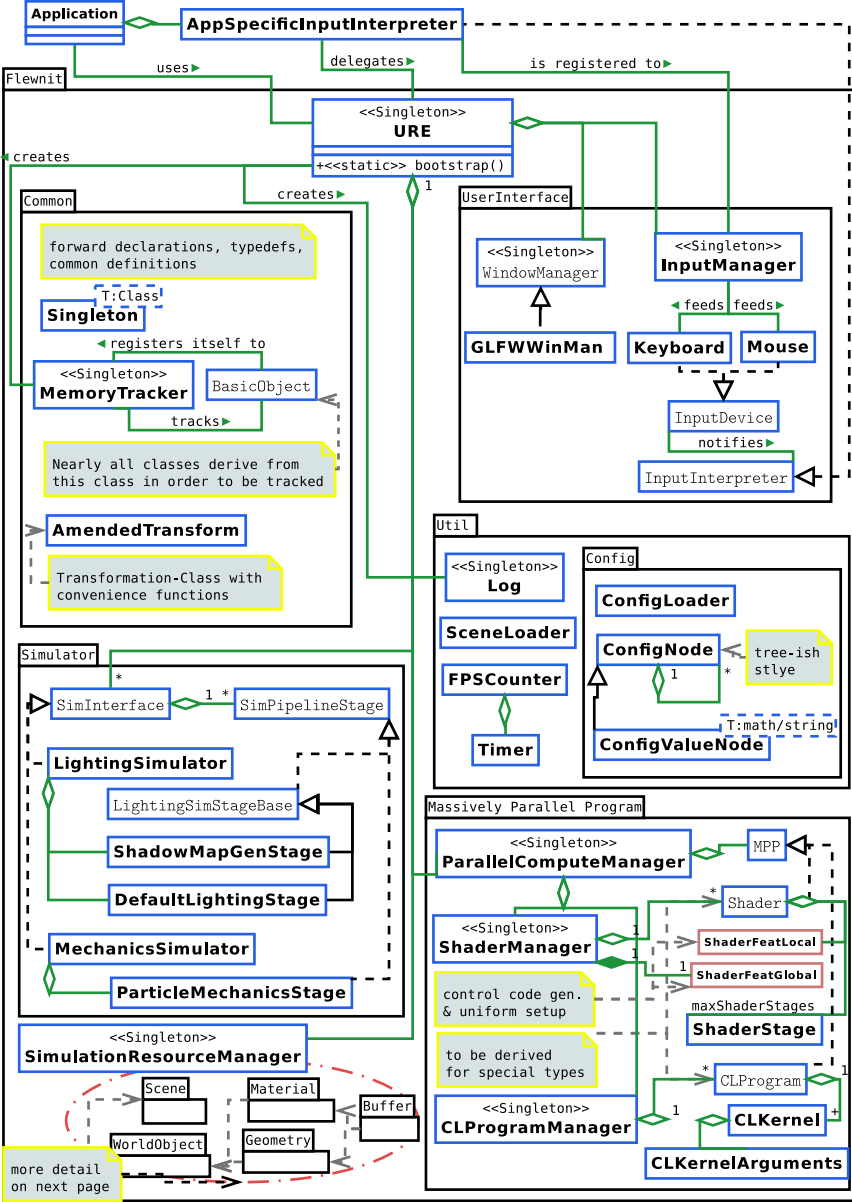 Application
AppSpecificInputInterpreter
uses
delegates
is registered to
Flewnit
<<Singleton>>
URE
+<<static>> bootstrap()
creates
creates
1
Common
forward declarations, typedefs,
common definitions
T:Class
Singleton
registers itself to
<<Singleton>>
MemoryTracker
BasicObject
tracks
Nearly all classes derive from
this class in order to be tracked
AmendedTransform
Transformation-Class with
convenience functions
UserInterface
<<Singleton>>
WindowManager
<<Singleton>>
InputManager
feeds
feeds
GLFWWinMan
Keyboard
Mouse
InputDevice
notifies
InputInterpreter
Util
<<Singleton>>
Log
SceneLoader
FPSCounter
Timer
Config
ConfigLoader
ConfigNode
1
*
tree-ish
stlye
T:math/string
ConfigValueNode
Simulator
*
SimInterface
1
*
SimPipelineStage
LightingSimulator
LightingSimStageBase
ShadowMapGenStage
DefaultLightingStage
MechanicsSimulator
ParticleMechanicsStage
<<Singleton>>
SimulationResourceManager
Massively Parallel Program
<<Singleton>>
ParallelComputeManager
MPP
<<Singleton>>
ShaderManager
1
*
Shader
1
1
ShaderFeatLocal
ShaderFeatGlobal
control code gen.
& uniform setup
maxShaderStages
ShaderStage
to be derived
for special types
<<Singleton>>
CLProgramManager
1
*
CLProgram
1
+
CLKernel
CLKernelArguments
Scene
Material
Buffer
WorldObject
Geometry
more detail
on next page